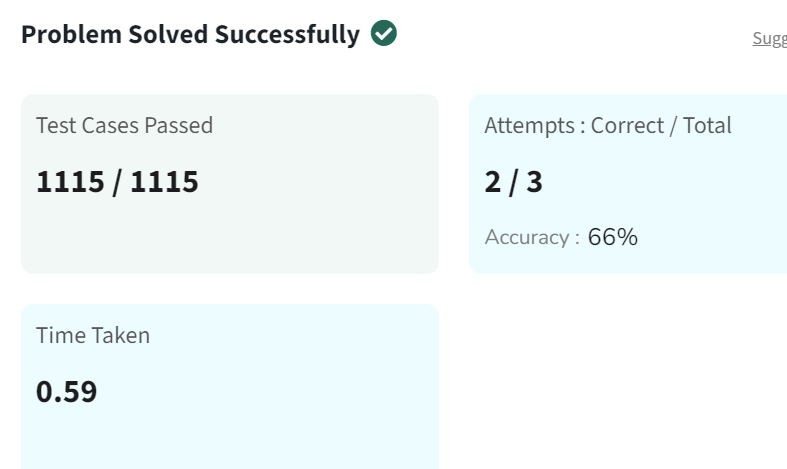 Problem Solved Successfully
Sugg
Test Cases Passed
1115 / 1115
Attempts : Correct / Total
2 / 3
Accuracy : 66%
Time Taken
0.59